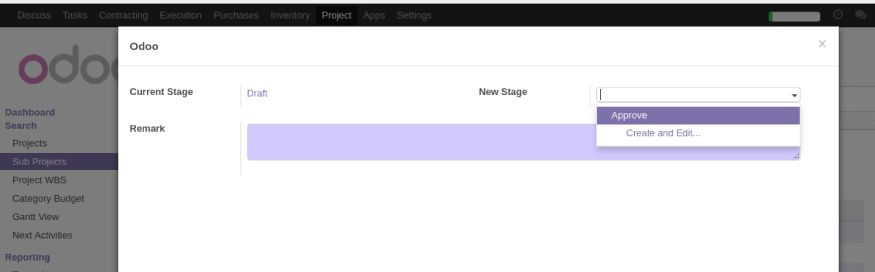 Discuss Tasks Contracting Execution Purchases Inventory Project Apps Settings
Odoo ×
odoo
Current Stage Draft New Stage
Approve
Create and Edit...
Remark
Dashboard
Search
Projects
Sub Projects
Project WBS
Category Budget
Gantt View
Next Activities
Reporting